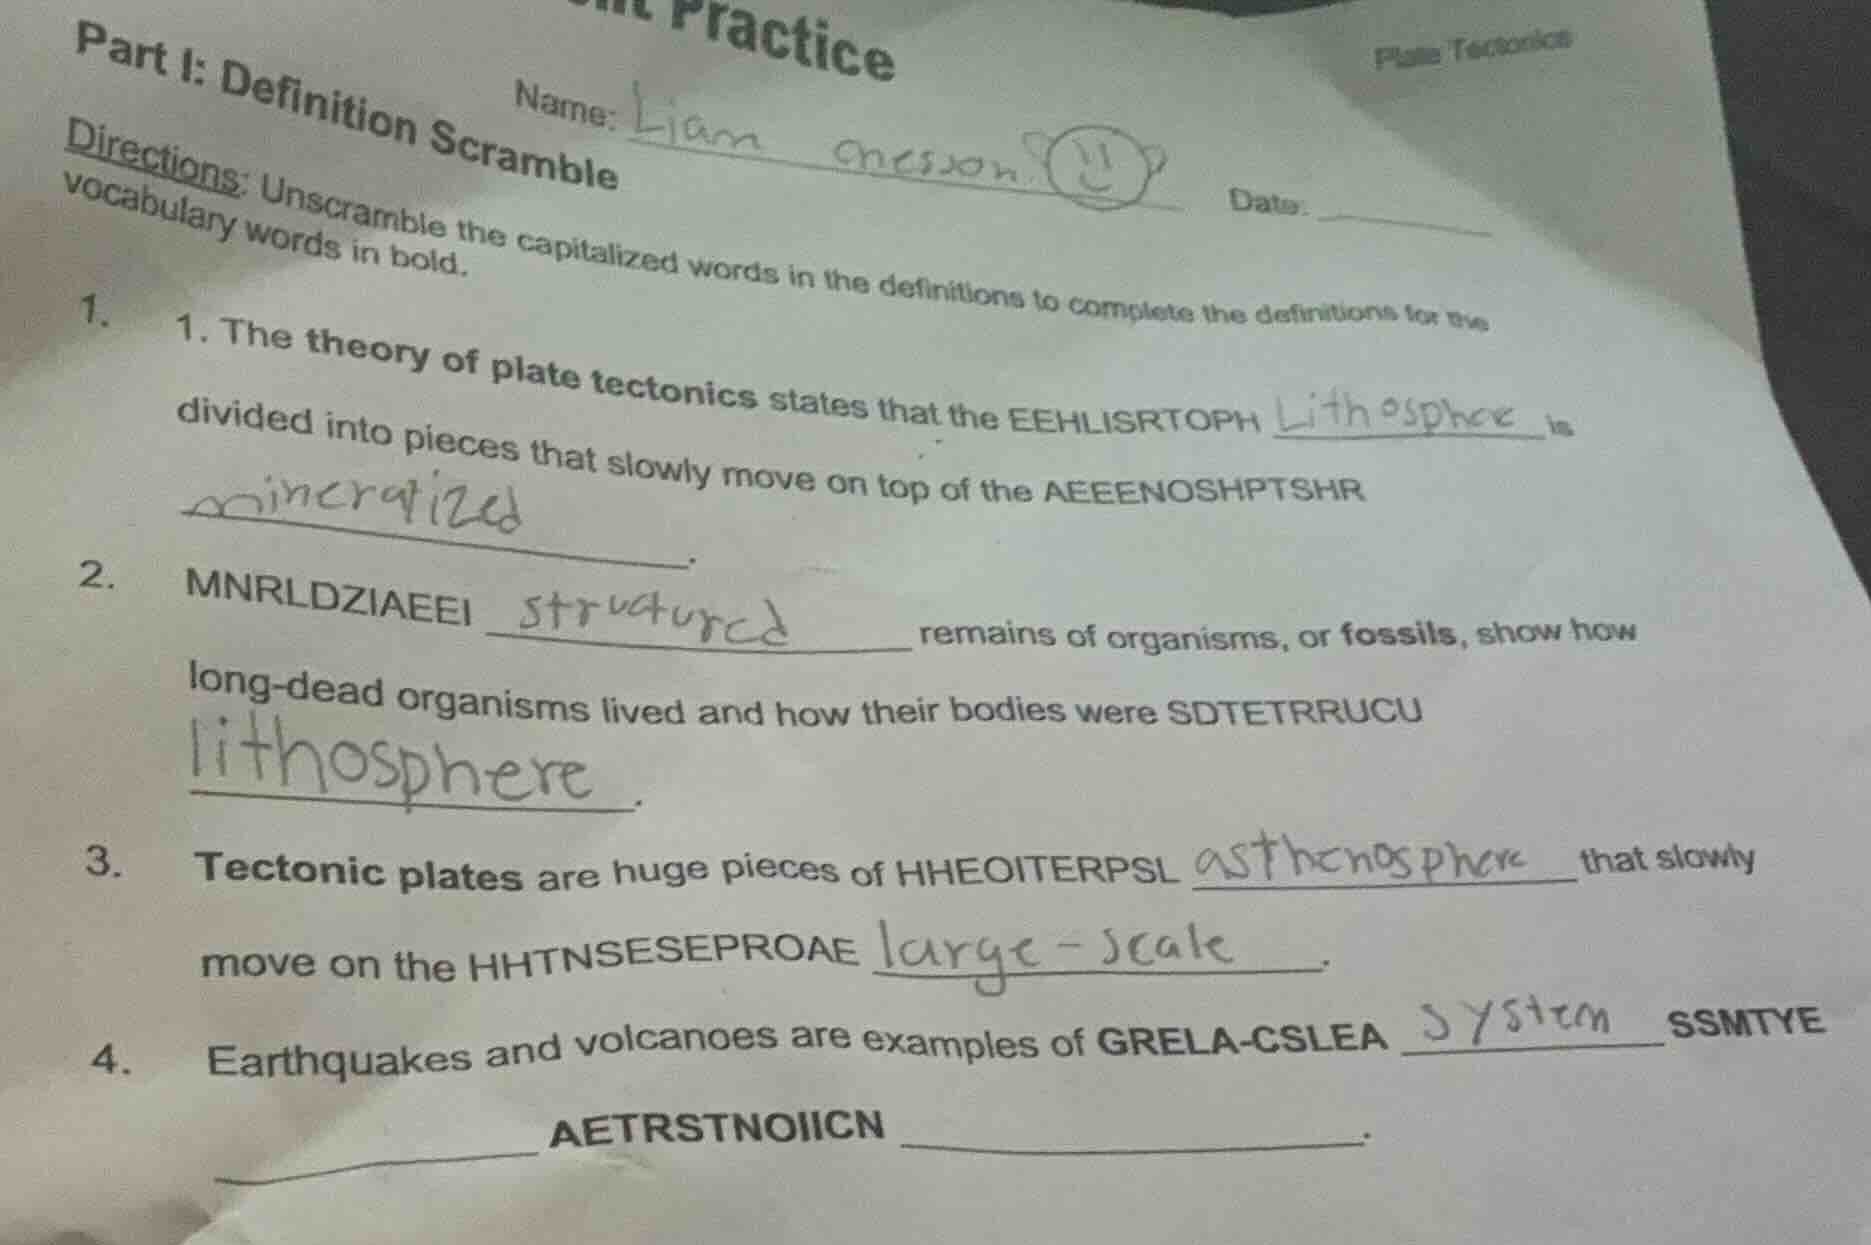 Practice
Plate Tectonics
Part I: Definition Scramble
Name: Liam onesson
Date:
Directions: Unscramble the capitalized words in the definitions to complete the definitions for the
vocabulary words in bold.
1. 1. The theory of plate tectonics states that the EEHLISRTOPH Lithosphere is
divided into pieces that slowly move on top of the AEEENOSHPTSHR
mineralized.
2. MNRLDZIAEEI structured remains of organisms, or fossils, show how
long-dead organisms lived and how their bodies were SDTETRRUCU
lithosphere.
3. Tectonic plates are huge pieces of HHEOITERPSL asthenosphere that slowly
move on the HHTNSESEPROAE large-scale.
4. Earthquakes and volcanoes are examples of GRELA-CSLEA system SSMTYE
AETRSTNOIICN.